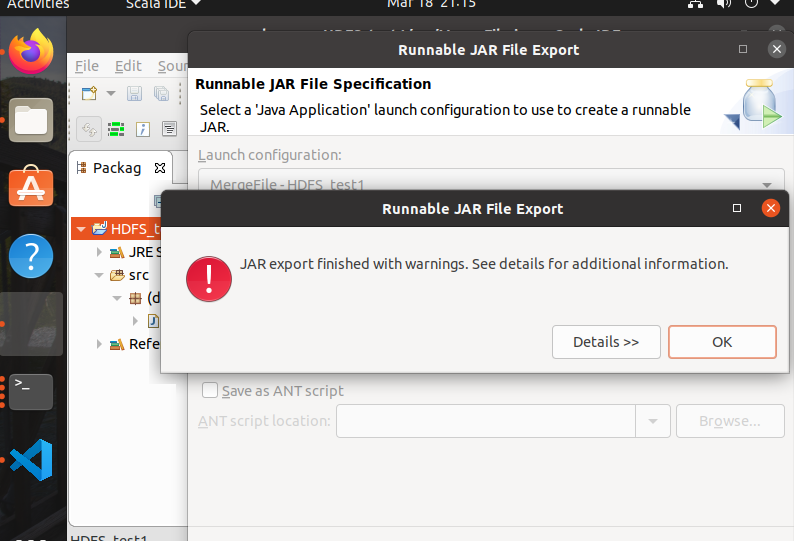 Activities
Scala IDE
Mar 18 21:15
Runnable JAR File Export
File Edit Sour
Runnable JAR File Specification
Select a 'Java Application' launch configuration to use to create a runnable
JAR.
Packag
Launch configuration:
MergeFile - HDFS_test1
Runnable JAR File Export
HDFS_t
JRE S
src
(d
Refe
JAR export finished with warnings. See details for additional information.
Details >>
OK
Save as ANT script
ANT script location:
Browse...
HDFS_test1